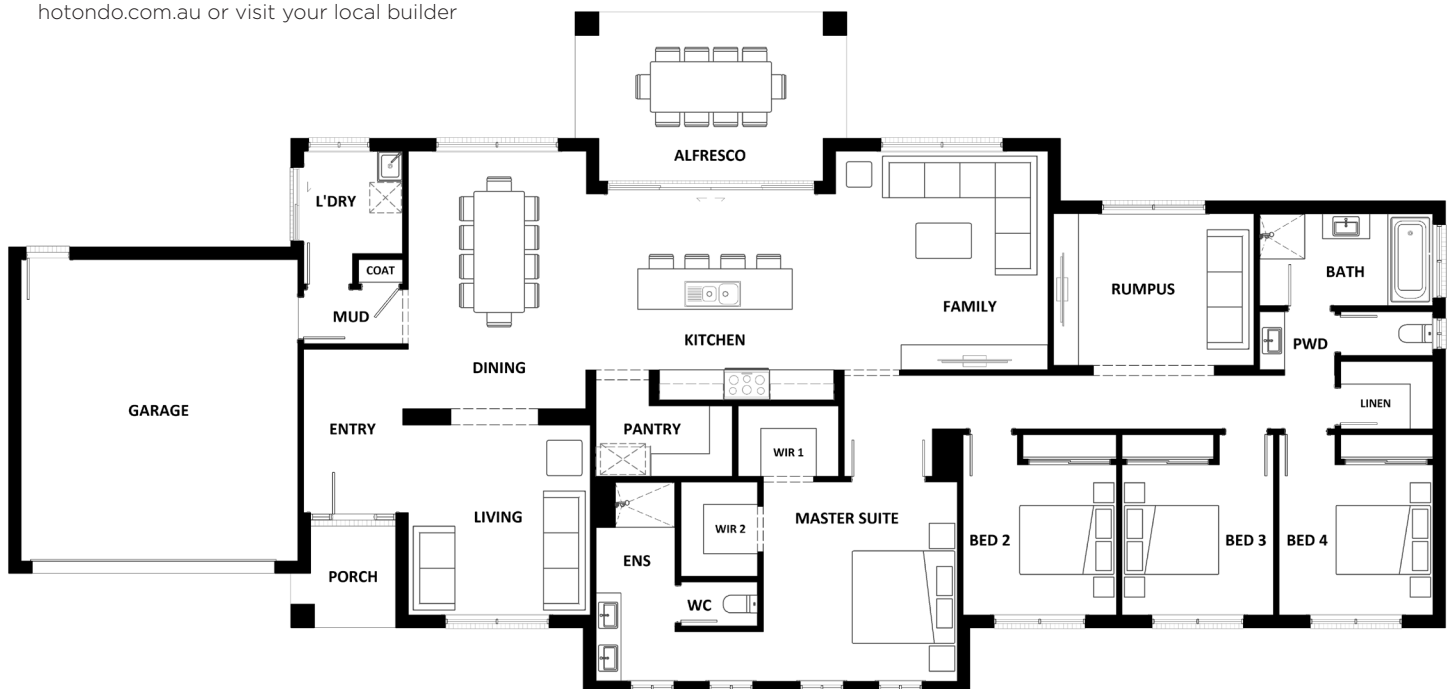 hotondo.com.au or visit your local builder
ALFRESCO
L'DRY
COAT
MUD
DINING
KITCHEN
FAMILY
RUMPUS
BATH
PWD
LINEN
GARAGE
ENTRY
PANTRY
WIR 1
LIVING
WIR 2
MASTER SUITE
ENS
WC
BED 2
BED 3
BED 4
PORCH